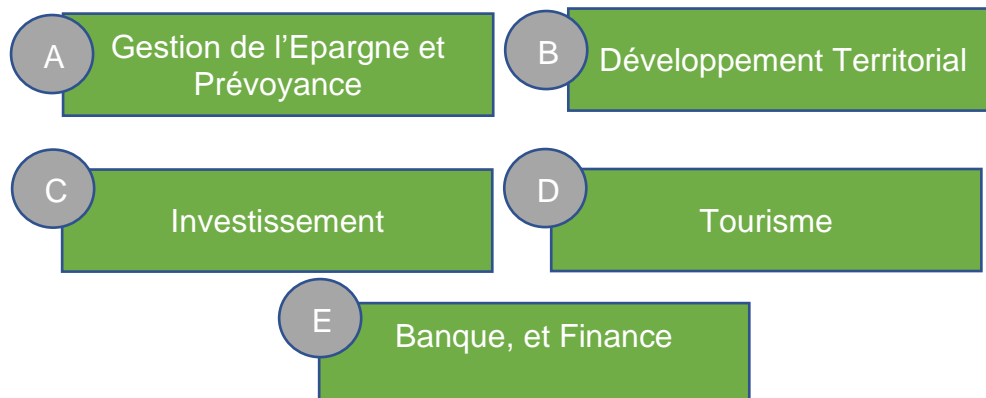 A
Gestion de l’Epargne et
Prévoyance
B
Développement Territorial
C
Investissement
D
Tourisme
E
Banque, et Finance